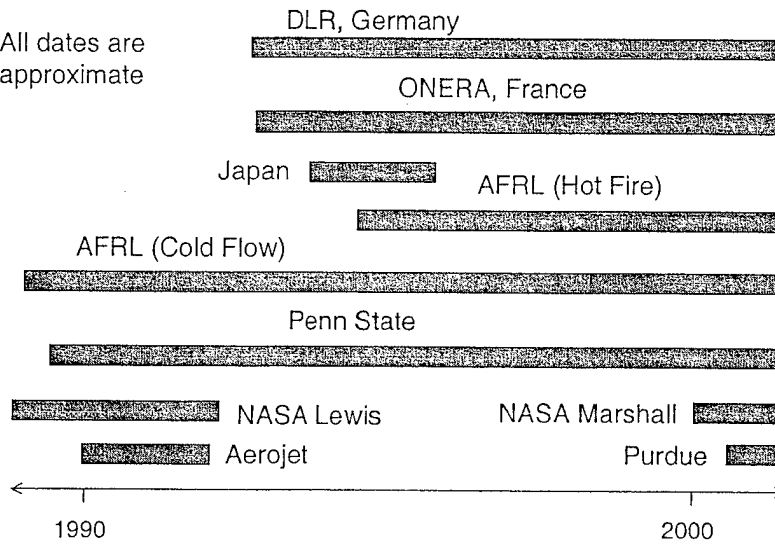 DLR, Germany
All dates are
approximate
ONERA, France
Japan
AFRL (Hot Fire)
AFRL (Cold Flow)
Penn State
NASA Lewis
NASA Marshall
Aerojet
Purdue
1990
2000